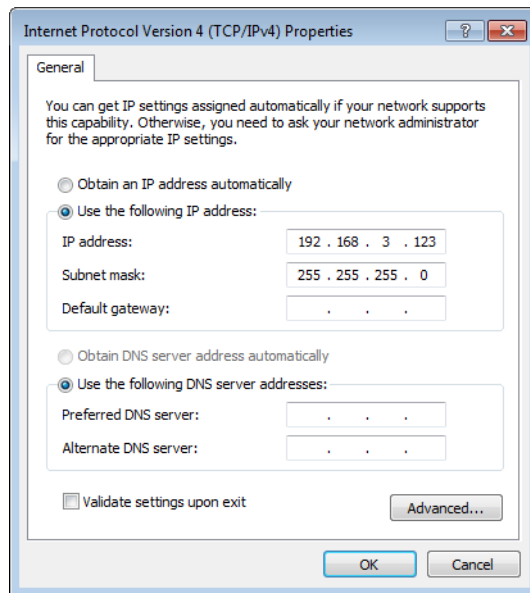 Internet Protocol Version 4 (TCP/IPv4) Properties
General
You can get IP settings assigned automatically if your network supports
this capability. Otherwise, you need to ask your network administrator
for the appropriate IP settings.
Obtain an IP address automatically
Use the following IP address:
IP address: 192 . 168 . 3 . 123
Subnet mask: 255 . 255 . 255 . 0
Default gateway: . . .
Obtain DNS server address automatically
Use the following DNS server addresses:
Preferred DNS server: . . .
Alternate DNS server: . . .
Validate settings upon exit
Advanced...
OK Cancel